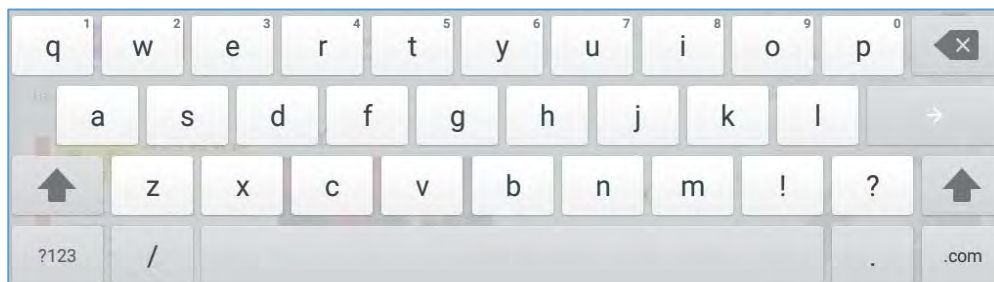 q 1 w 2 e 3 r 4 t 5 y 6 u 7 i 8 o 9 p 0
a s d f g h j k l
z x c v b n m ! ?
?123 / . .com